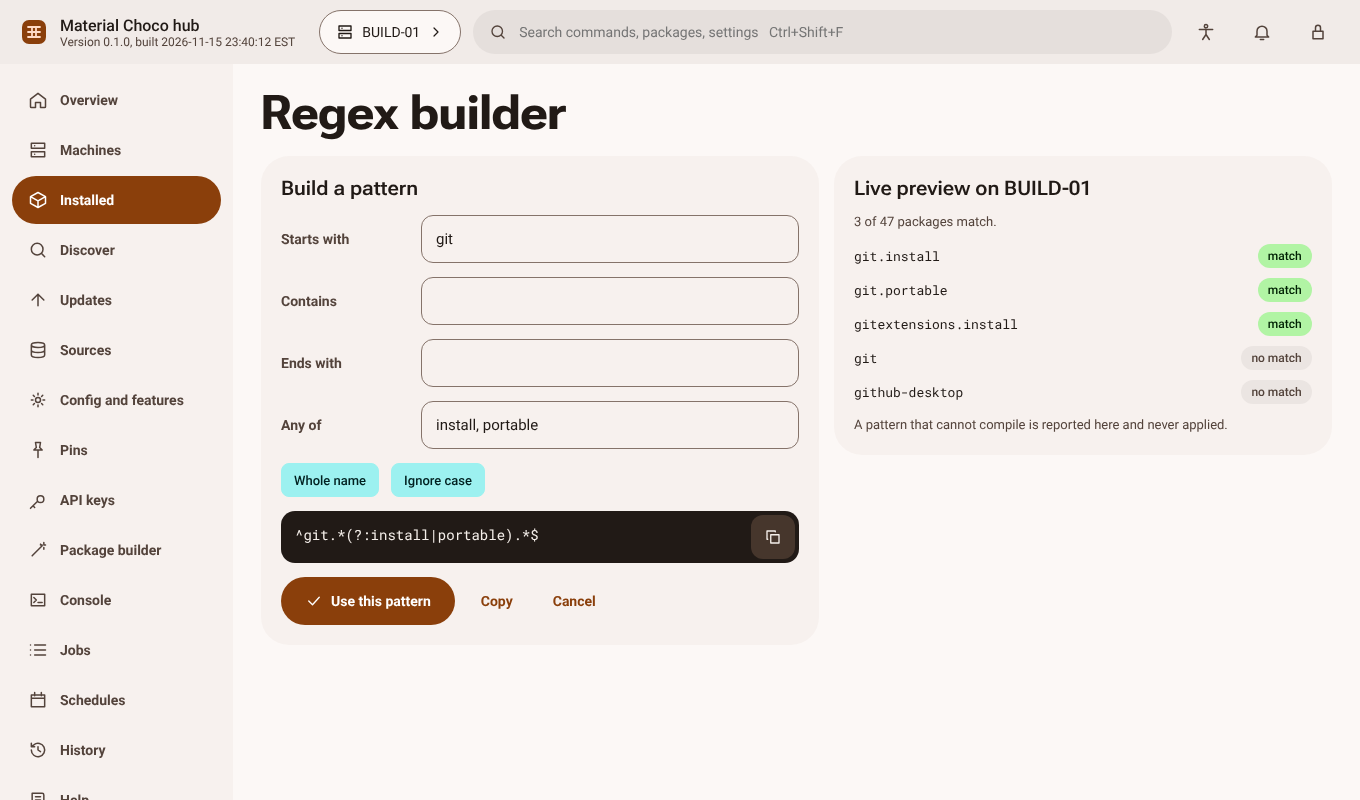 Material Choco hub
Version 0.1.0, built 2026-11-15 23:40:12 EST
BUILD-01
Search commands, packages, settings Ctrl+Shift+F
Overview
Machines
Installed
Discover
Updates
Sources
Config and features
Pins
API keys
Package builder
Console
Jobs
Schedules
History
Help
Regex builder
Build a pattern
Starts with
git
Contains
Ends with
Any of
install, portable
Whole name
Ignore case
^git.*(?:install|portable).*$
Use this pattern
Copy
Cancel
Live preview on BUILD-01
3 of 47 packages match.
git.install match
git.portable match
gitextensions.install match
git no match
github-desktop no match
A pattern that cannot compile is reported here and never applied.